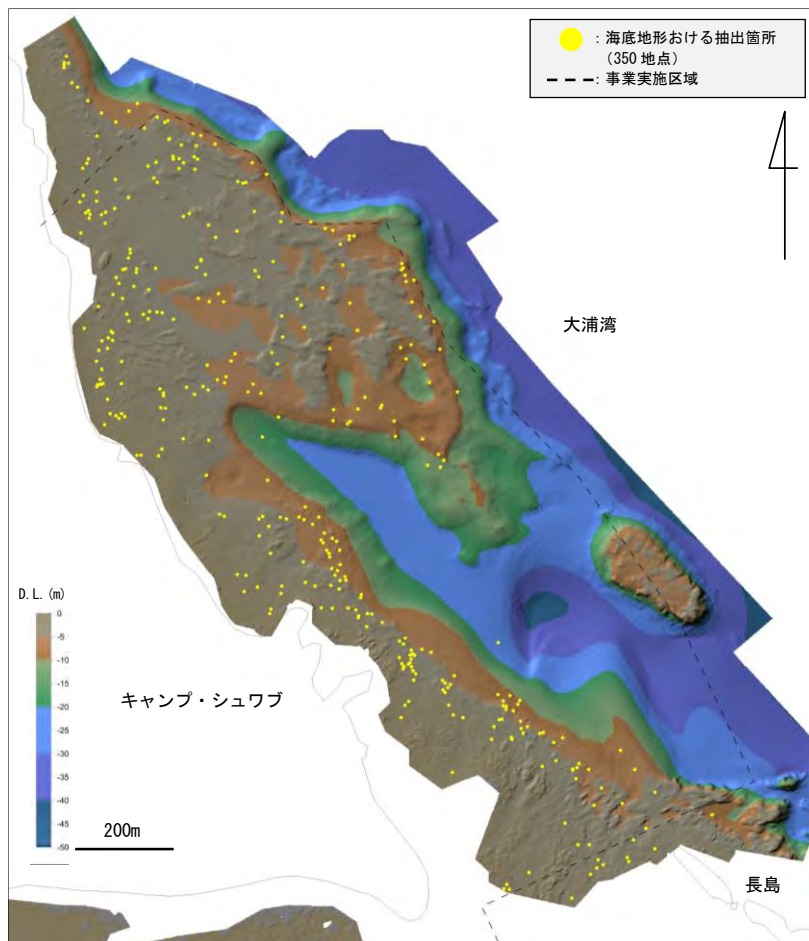 ：海底地形おける抽出箇所
（350 地点）
：事業実施区域
大浦湾
D.L.(m)
0
-5
-10
-15
-20
-25
-30
-35
-40
-45
-50
キャンプ・シュワブ
200m
長島